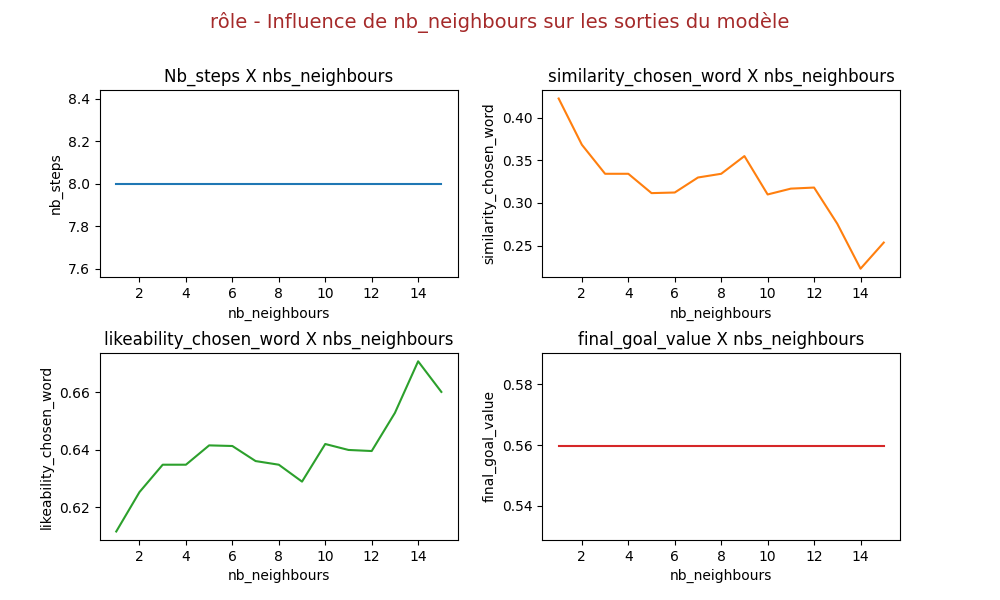 rôle - Influence de nb_neighbours sur les sorties du modèle
Nb_steps X nbs_neighbours
8.4
8.2
8.0
7.8
7.6
nb_steps
2 4 6 8 10 12 14
nb_neighbours
similarity_chosen_word X nbs_neighbours
0.40
0.35
0.30
0.25
similarity_chosen_word
2 4 6 8 10 12 14
nb_neighbours
likeability_chosen_word X nbs_neighbours
0.66
0.64
0.62
likeability_chosen_word
2 4 6 8 10 12 14
nb_neighbours
final_goal_value X nbs_neighbours
0.58
0.56
0.54
final_goal_value
2 4 6 8 10 12 14
nb_neighbours